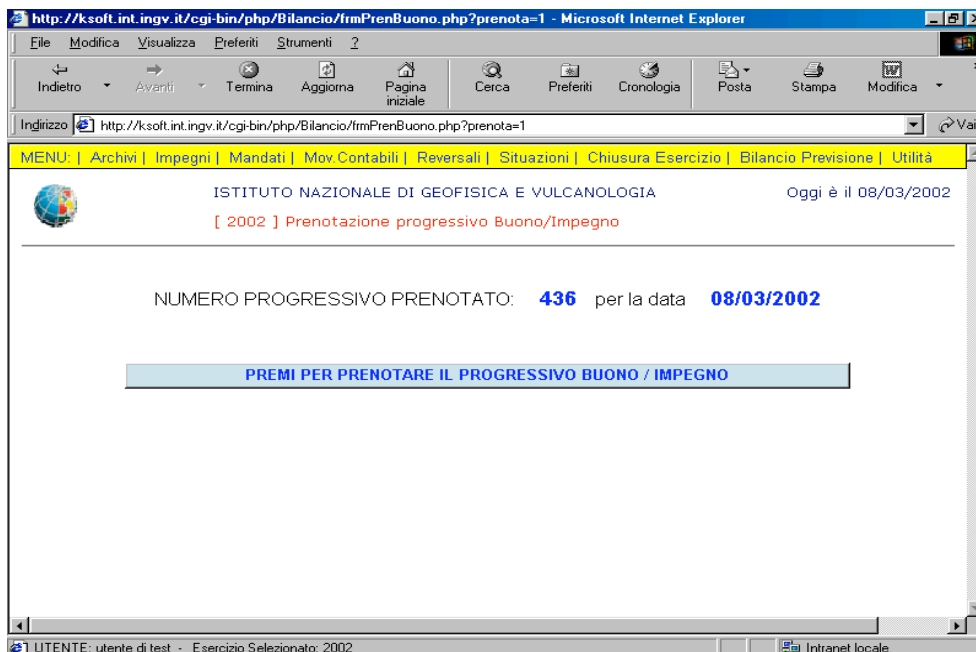 http://ksoft.int.ingv.it/cgi-bin/php/Bilancio/frmPrenBuono.php?prenota=1 - Microsoft Internet Explorer
File Modifica Visualizza Preferiti Strumenti ?
Indietro Avanti Termina Aggiorna Pagina iniziale Cerca Preferiti Cronologia Posta Stampa Modifica
Indirizzo http://ksoft.int.ingv.it/cgi-bin/php/Bilancio/frmPrenBuono.php?prenota=1 Vai
MENU: | Archivi | Impegni | Mandati | Mov.Contabili | Reversali | Situazioni | Chiusura Esercizio | Bilancio Previsione | Utilità
ISTITUTO NAZIONALE DI GEOFISICA E VULCANOLOGIA Oggi è il 08/03/2002
[ 2002 ] Prenotazione progressivo Buono/Impegno
NUMERO PROGRESSIVO PRENOTATO: 436 per la data 08/03/2002
PREMI PER PRENOTARE IL PROGRESSIVO BUONO / IMPEGNO
UTENTE: utente di test - Esercizio Selezionato: 2002 Intranet locale